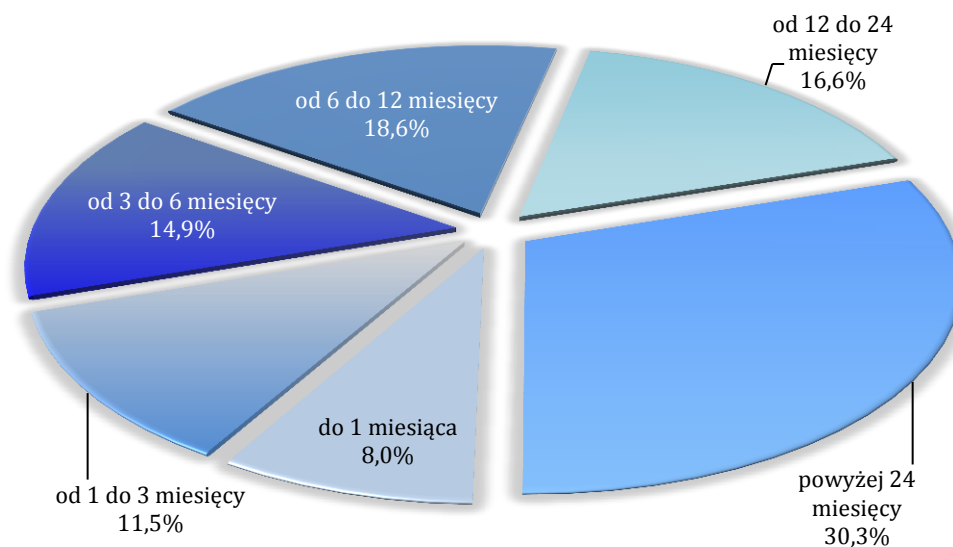 od 12 do 24
miesięcy
16,6%
od 6 do 12 miesięcy
18,6%
od 3 do 6 miesięcy
14,9%
do 1 miesiąca
8,0%
od 1 do 3 miesięcy
11,5%
powyżej 24
miesięcy
30,3%